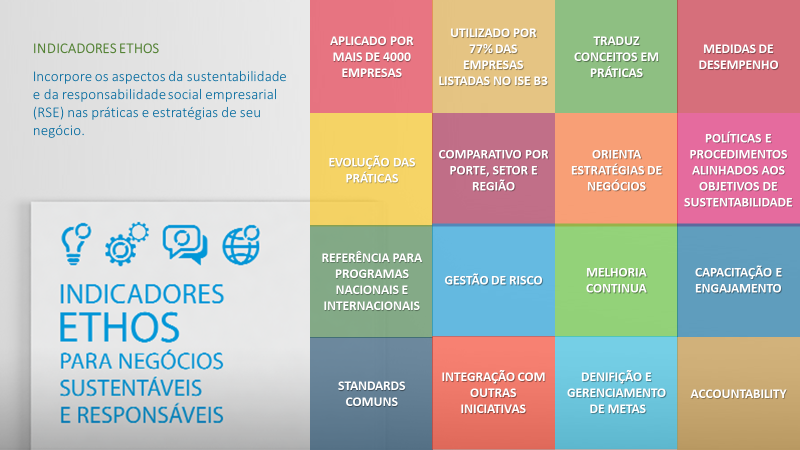 INDICADORES ETHOS
Incorpore os aspectos da sustentabilidade
e da responsabilidade social empresarial
(RSE) nas práticas e estratégias de seu
negócio.
INDICADORES
ETHOS
PARA NEGÓCIOS
SUSTENTÁVEIS
E RESPONSÁVEIS
APLICADO POR
MAIS DE 4000
EMPRESAS
UTILIZADO POR
77% DAS
EMPRESAS
LISTADAS NO ISE B3
TRADUZ
CONCEITOS EM
PRÁTICAS
MEDIDAS DE
DESEMPENHO
EVOLUÇÃO DAS
PRÁTICAS
COMPARATIVO POR
PORTE, SETOR E
REGIÃO
ORIENTA
ESTRATÉGIAS DE
NEGÓCIOS
POLÍTICAS E
PROCEDIMENTOS
ALINHADOS AOS
OBJETIVOS DE
SUSTENTABILIDADE
REFERÊNCIA PARA
PROGRAMAS
NACIONAIS E
INTERNACIONAIS
GESTÃO DE RISCO
MELHORIA
CONTINUA
CAPACITAÇÃO E
ENGAJAMENTO
STANDARDS
COMUNS
INTEGRAÇÃO COM
OUTRAS
INICIATIVAS
DENIFIÇÃO E
GERENCIAMENTO
DE METAS
ACCOUNTABILITY